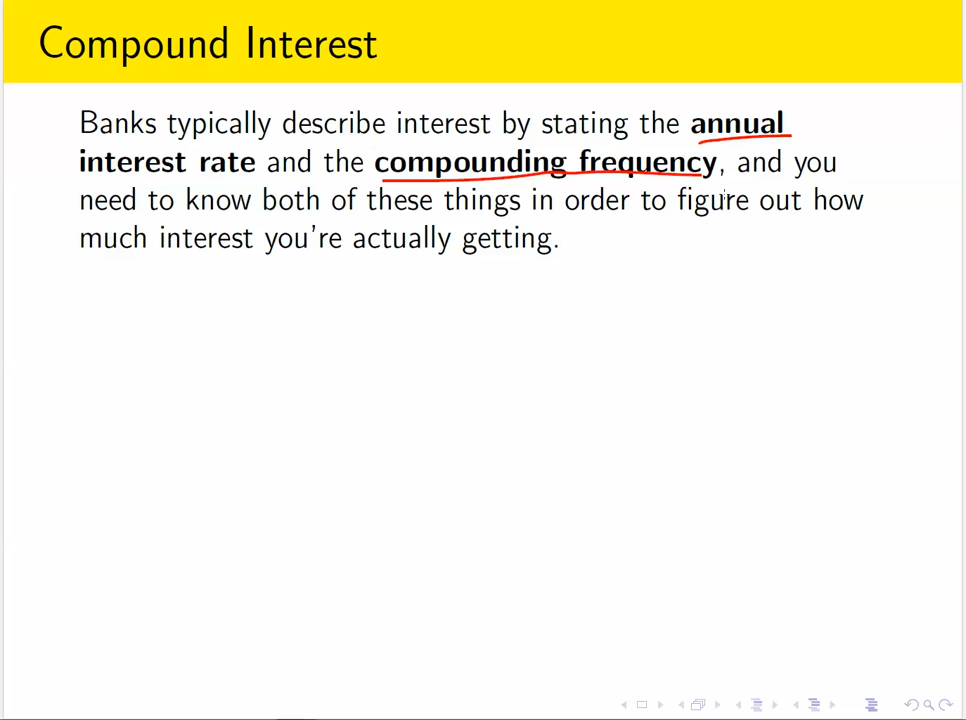 Compound Interest
Banks typically describe interest by stating the annual
interest rate and the compounding frequency, and you
need to know both of these things in order to figure out how
much interest you're actually getting.